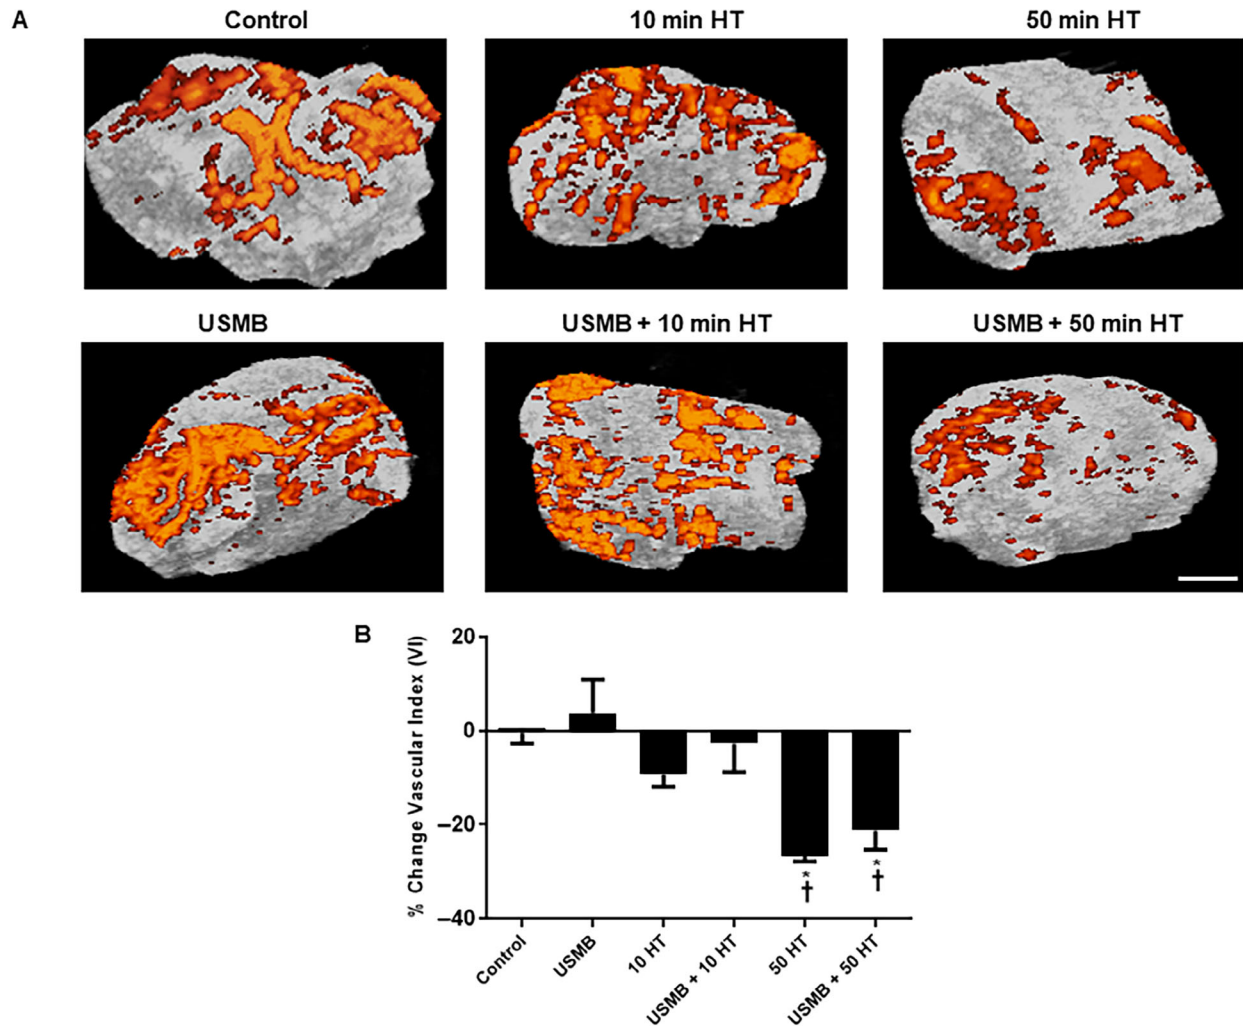 A
Control
10 min HT
50 min HT
USMB
USMB + 10 min HT
USMB + 50 min HT
B
% Change Vascular Index (VI)
20
0
–20
–40
*
†
*
†
Control
USMB
10 HT
USMB + 10 HT
50 HT
USMB + 50 HT